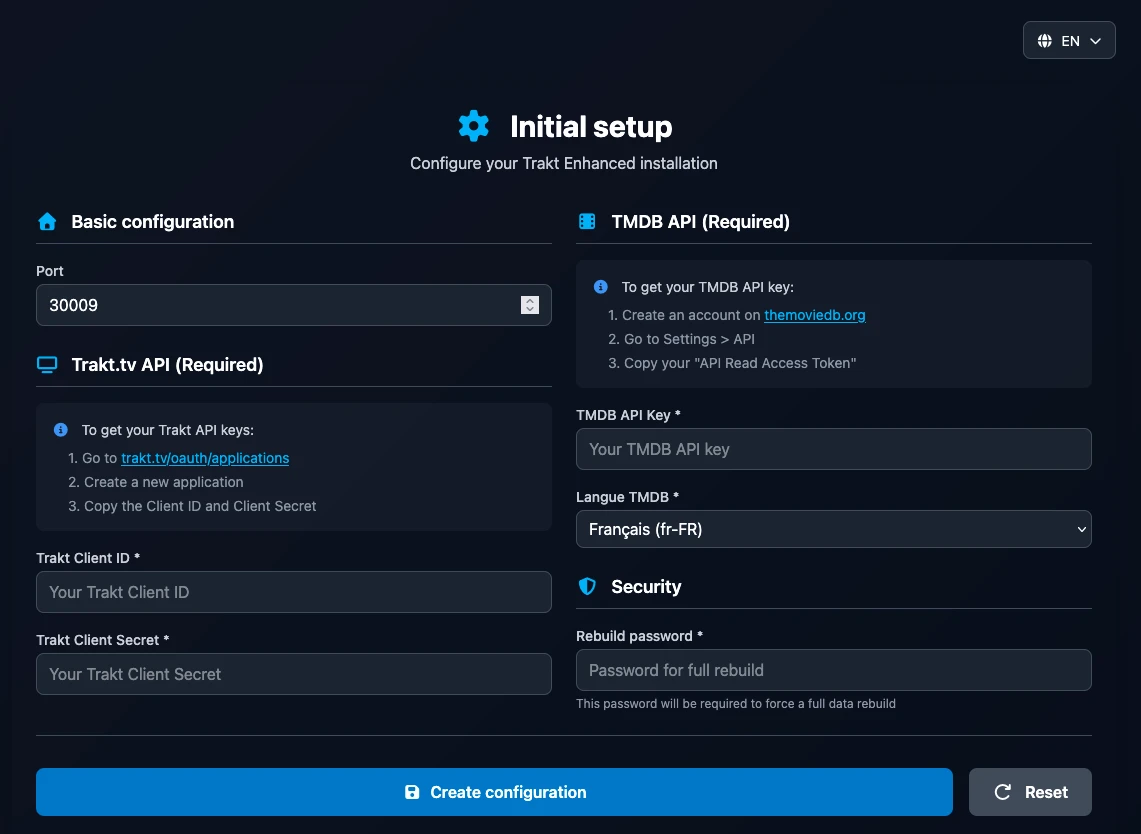 EN
Initial setup
Configure your Trakt Enhanced installation
Basic configuration
Port
30009
Trakt.tv API (Required)
To get your Trakt API keys:
1. Go to trakt.tv/oauth/applications
2. Create a new application
3. Copy the Client ID and Client Secret
Trakt Client ID *
Your Trakt Client ID
Trakt Client Secret *
Your Trakt Client Secret
TMDB API (Required)
To get your TMDB API key:
1. Create an account on themoviedb.org
2. Go to Settings > API
3. Copy your "API Read Access Token"
TMDB API Key *
Your TMDB API key
Langue TMDB *
Français (fr-FR)
Security
Rebuild password *
Password for full rebuild
This password will be required to force a full data rebuild
Create configuration
Reset